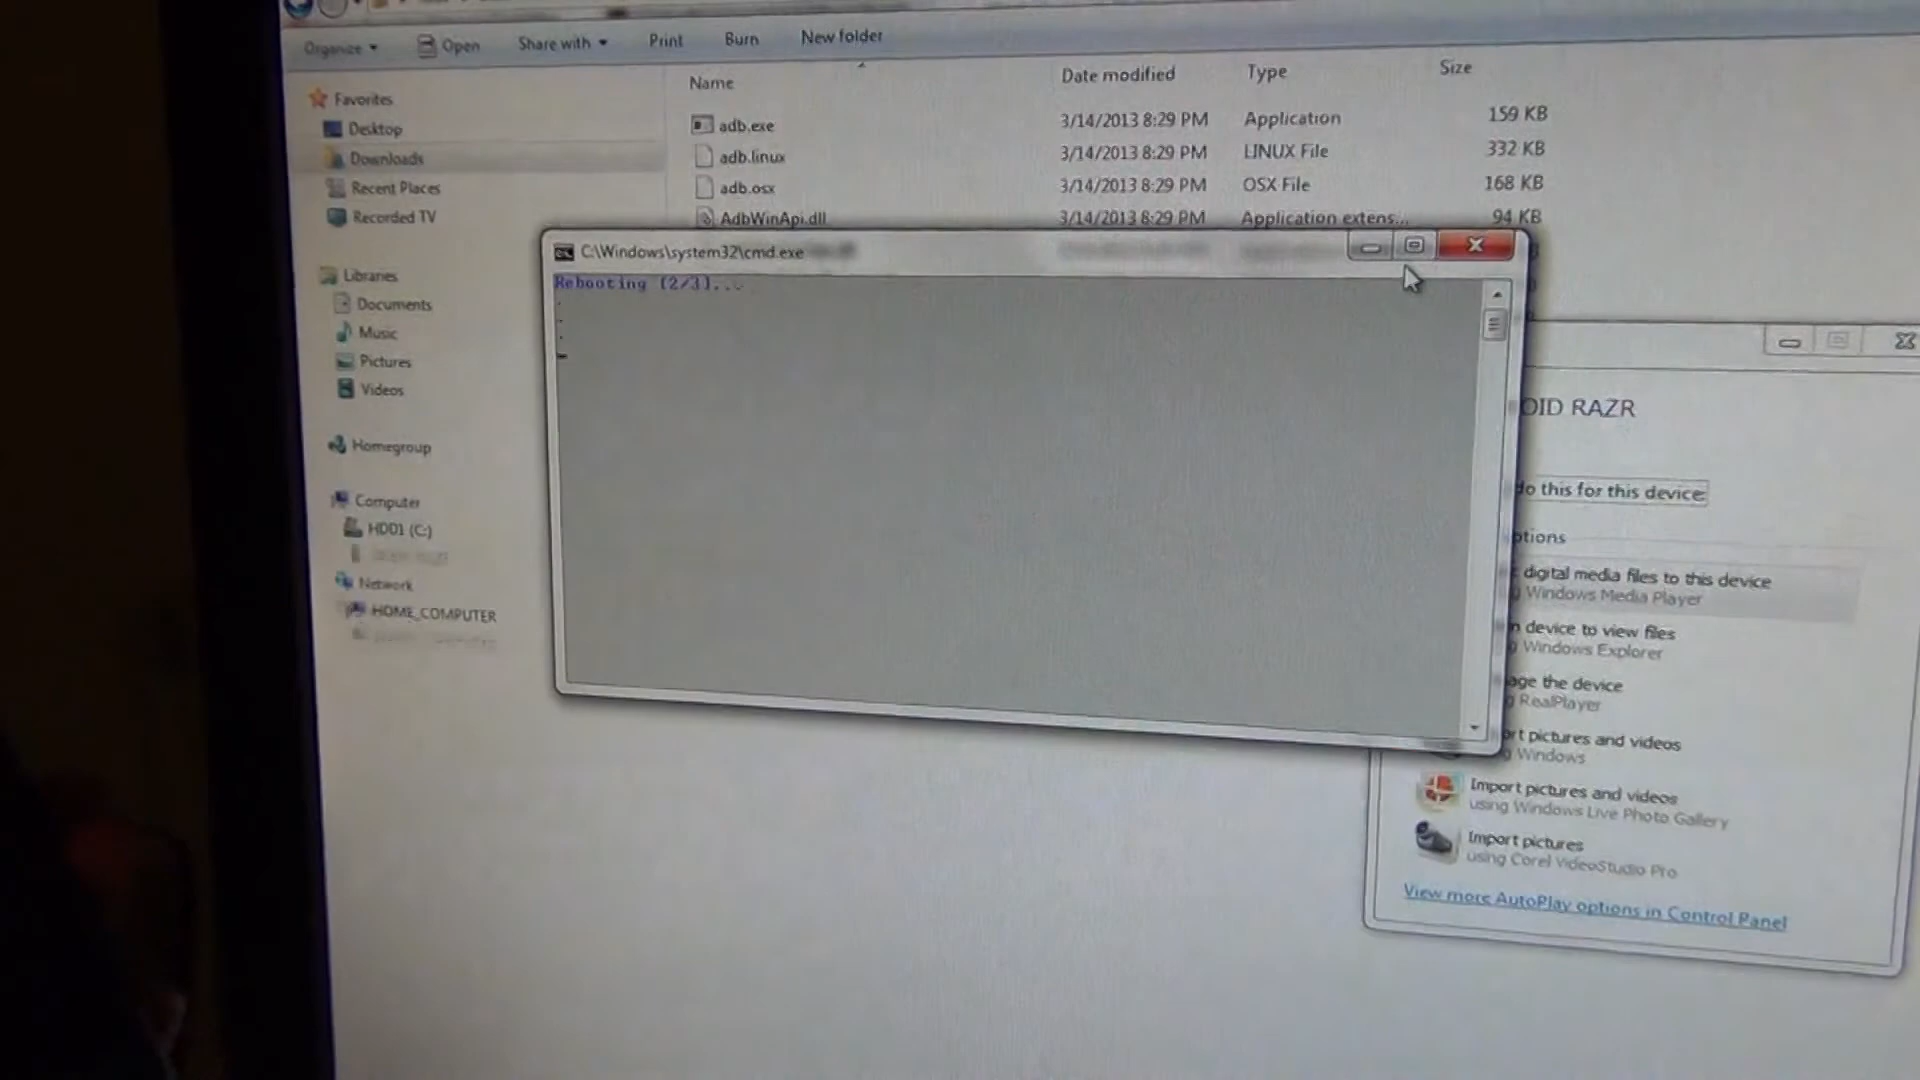 Organize
Open
Share with
Print
Burn
New folder
Name
Date modified
Type
Size
Favorites
Desktop
Downloads
Recent Places
Recorded TV
Libraries
Documents
Music
Pictures
Videos
Homegroup
Computer
HDD1 (C:)
Network
HOME_COMPUTER
adb.exe 3/14/2013 8:29 PM Application 159 KB
adb.linux 3/14/2013 8:29 PM LINUX File 332 KB
adb.osx 3/14/2013 8:29 PM OSX File 168 KB
AdbWinApi.dll 3/14/2013 8:29 PM Application extens... 94 KB
C:\Windows\system32\cmd.exe
Rebooting [2/3]...
.
.
.
OID RAZR
do this for this device:
ptions
digital media files to this device
Windows Media Player
n device to view files
g Windows Explorer
age the device
g RealPlayer
rt pictures and videos
g Windows
Import pictures and videos
using Windows Live Photo Gallery
Import pictures
using Corel VideoStudio Pro
View more AutoPlay options in Control Panel